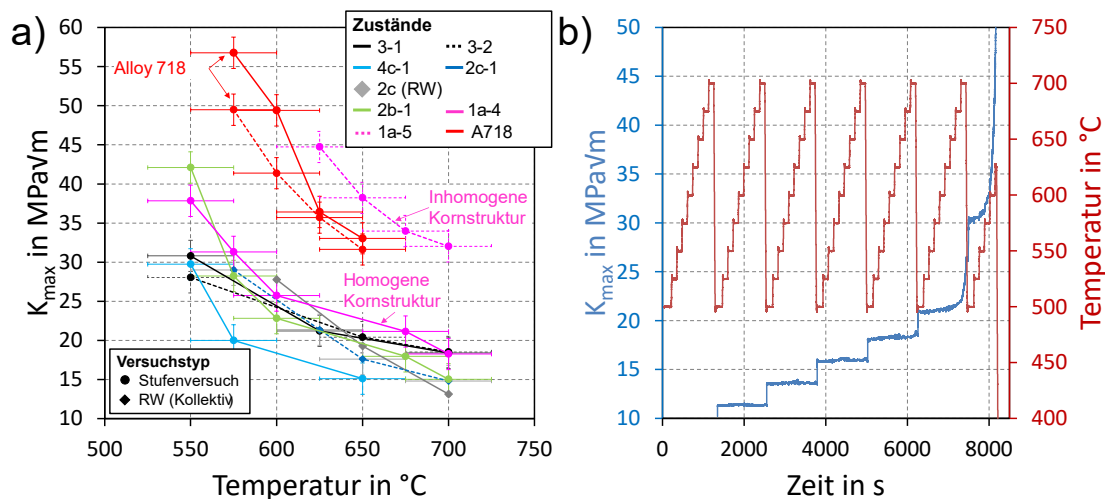 a)
K_max in MPa√m
60
55
50
45
40
35
30
25
20
15
10
500
550
600
650
700
750
Temperatur in °C
Alloy 718
Zustände
3-1
3-2
4c-1
2c-1
2c (RW)
2b-1
1a-4
1a-5
A718
Inhomogene
Kornstruktur
Homogene
Kornstruktur
Versuchstyp
Stufenversuch
RW (Kollektiv)
b)
K_max in MPa√m
50
45
40
35
30
25
20
15
10
0
2000
4000
6000
8000
Zeit in s
750
700
650
600
550
500
450
400
Temperatur in °C